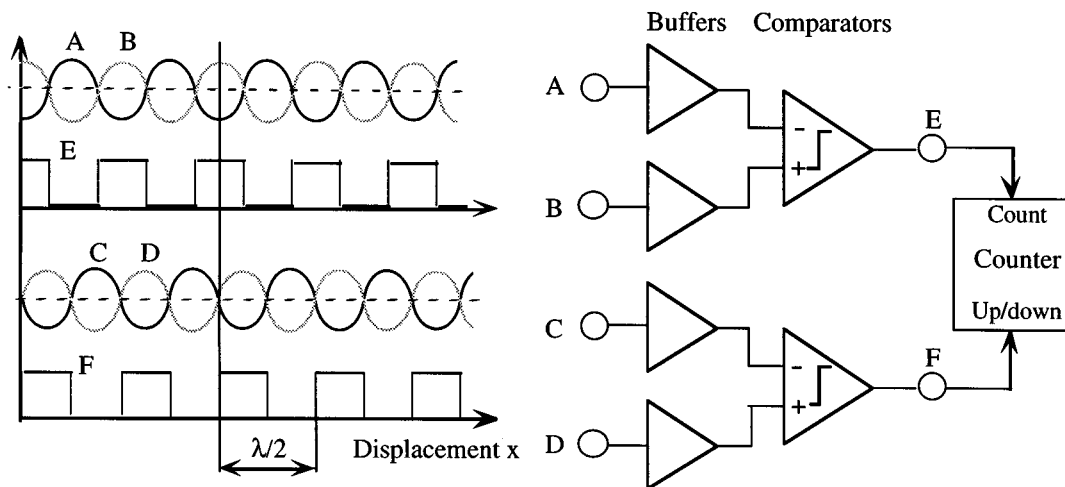 A B
E
C D
F
λ/2
Displacement x
Buffers Comparators
A
B
C
D
-
+
-
+
E
F
Count
Counter
Up/down